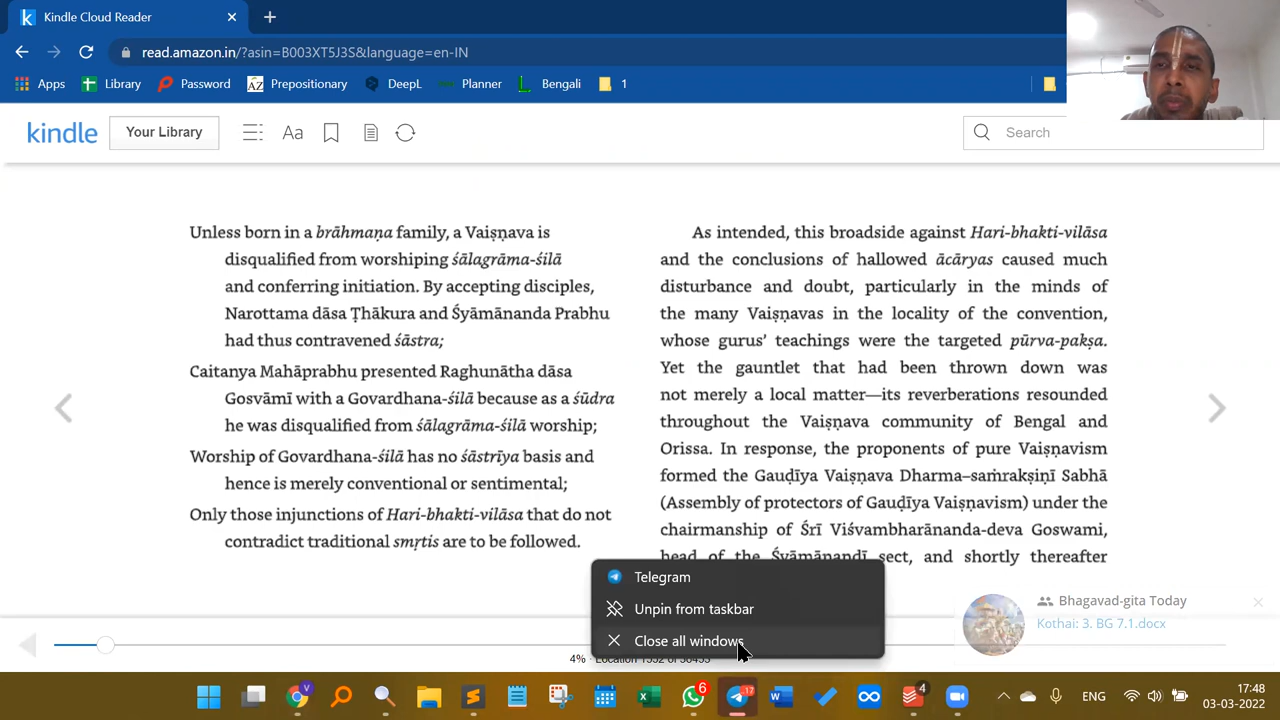 Kindle Cloud Reader
read.amazon.in/?asin=B003XT5J3S&language=en-IN
Apps Library Password Prepositionary DeepL Planner Bengali 1
kindle Your Library Aa Search
Unless born in a brāhmaṇa family, a Vaiṣṇava is
disqualified from worshiping śālagrāma-śilā
and conferring initiation. By accepting disciples,
Narottama dāsa Ṭhākura and Śyāmānanda Prabhu
had thus contravened śāstra;
Caitanya Mahāprabhu presented Raghunātha dāsa
Gosvāmī with a Govardhana-śilā because as a śūdra
he was disqualified from śālagrāma-śilā worship;
Worship of Govardhana-śilā has no śāstrīya basis and
hence is merely conventional or sentimental;
Only those injunctions of Hari-bhakti-vilāsa that do not
contradict traditional smṛtis are to be followed.
As intended, this broadside against Hari-bhakti-vilāsa
and the conclusions of hallowed ācāryas caused much
disturbance and doubt, particularly in the minds of
the many Vaiṣṇavas in the locality of the convention,
whose gurus’ teachings were the targeted pūrva-pakṣa.
Yet the gauntlet that had been thrown down was
not merely a local matter—its reverberations resounded
throughout the Vaiṣṇava community of Bengal and
Orissa. In response, the proponents of pure Vaiṣṇavism
formed the Gauḍīya Vaiṣṇava Dharma–saṁrakṣiṇī Sabhā
(Assembly of protectors of Gauḍīya Vaiṣṇavism) under the
chairmanship of Śrī Viśvambharānanda-deva Goswami,
head of the Śyāmānandī sect, and shortly thereafter
Telegram
Unpin from taskbar
Close all windows
Bhagavad-gita Today
Kothai: 3. BG 7.1.docx
4%
6 17 4
ENG
17:48
03-03-2022